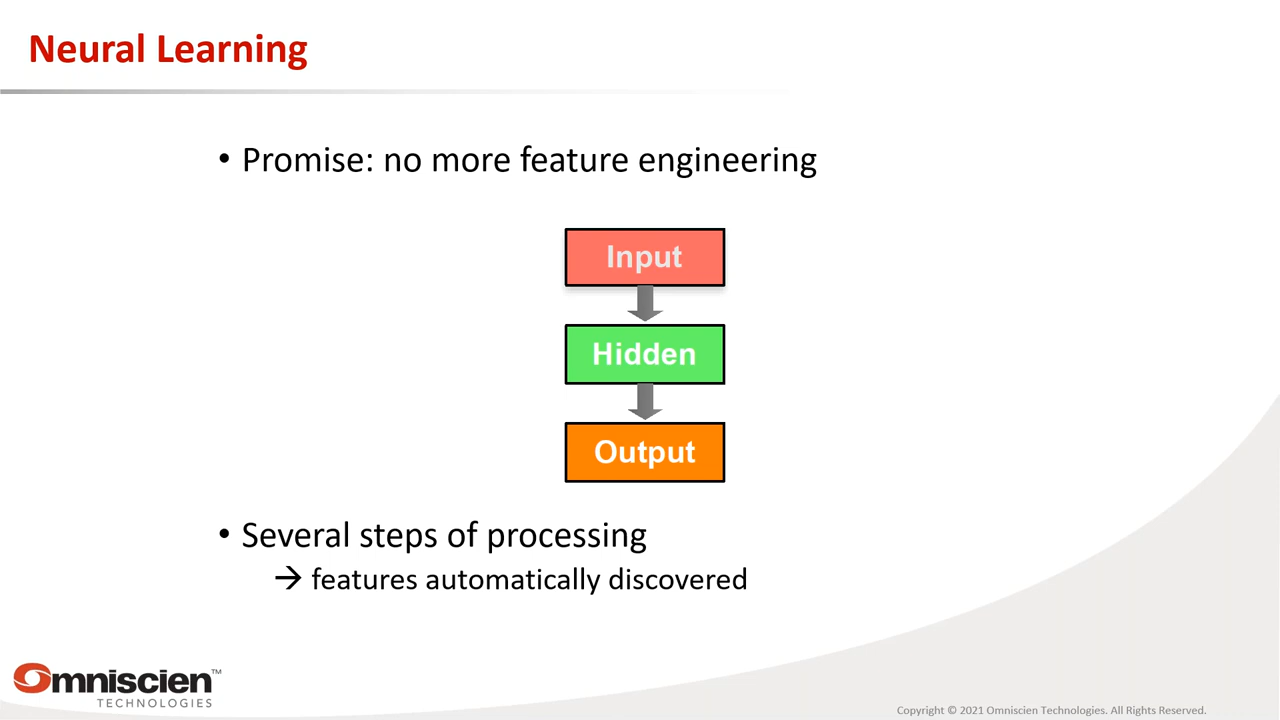 Neural Learning
• Promise: no more feature engineering
Input
Hidden
Output
• Several steps of processing
→ features automatically discovered
Omniscien™
TECHNOLOGIES
Copyright © 2021 Omniscien Technologies. All Rights Reserved.